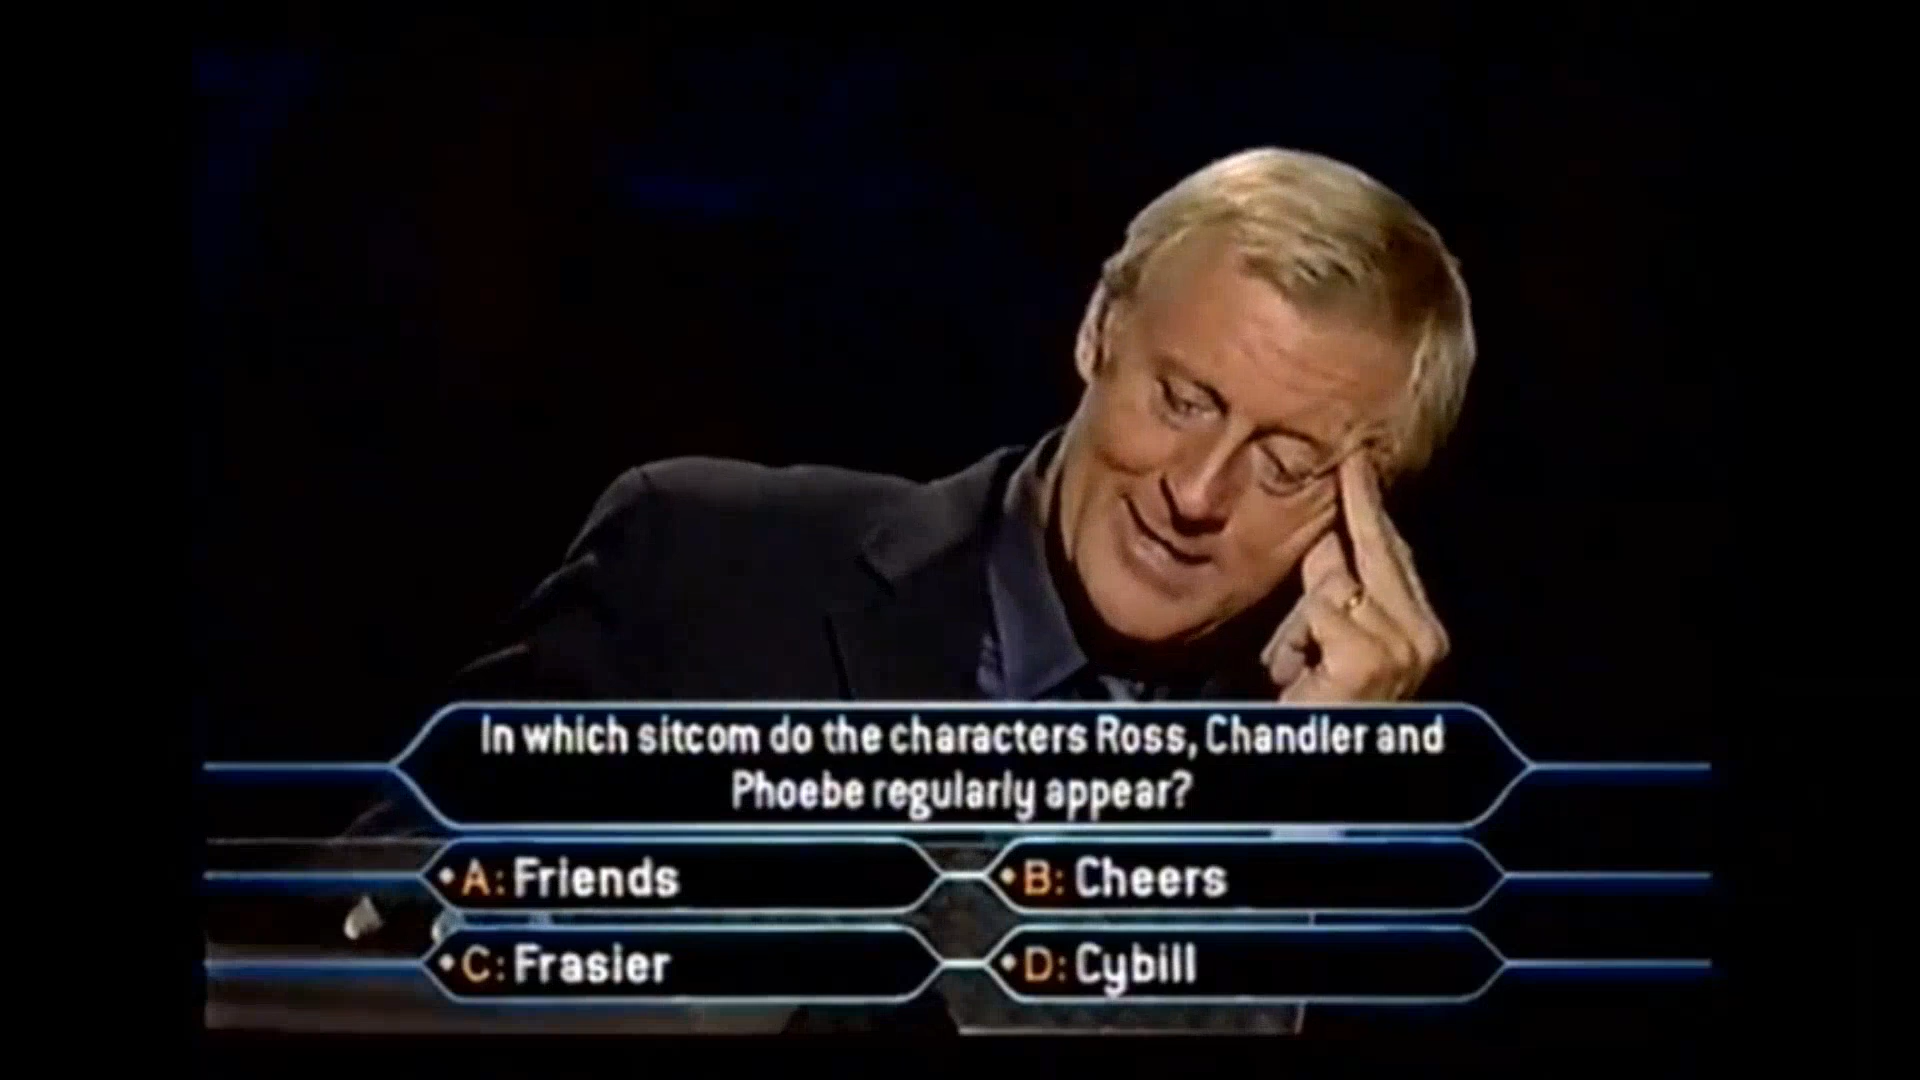 In which sitcom do the characters Ross, Chandler and
Phoebe regularly appear?
A: Friends
B: Cheers
C: Frasier
D: Cybill